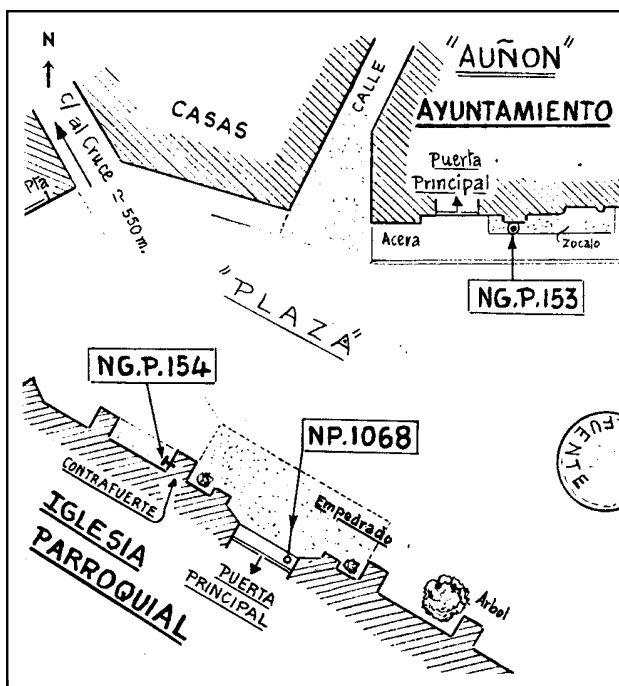 N
"AUÑON"
AYUNTAMIENTO
CASAS
CALLE
c/ al Cruce ≈ 550 m.
Pta.
Puerta
Principal
Acera
Zocalo
NG.P.153
"PLAZA"
NG.P.154
NP.1068
CONTRAFUERTE
Empedrado
FUENTE
IGLESIA
PARROQUIAL
PUERTA
PRINCIPAL
Arbol